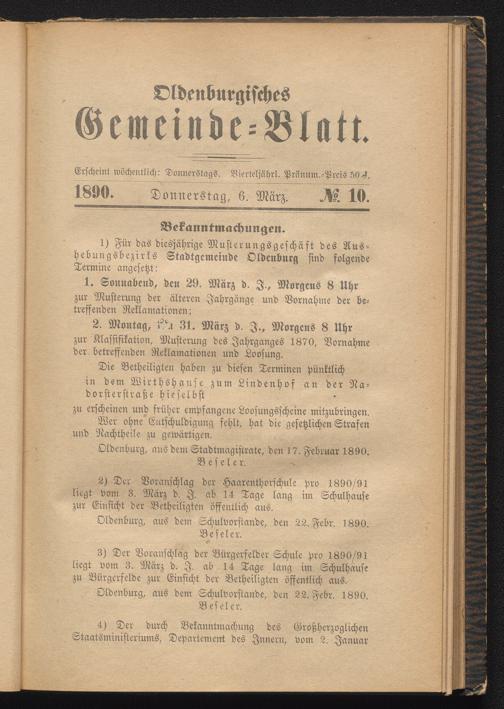 Oldenburgisches
Gemeinde-Blatt.
Erscheint wöchentlich: Donnerstags. Vierteljährl. Pränum.-Preis 50 ₰.
1890. Donnerstag, 6. März. № 10.
Bekanntmachungen.
1) Für das diesjährige Musterungsgeschäft des Aus-
hebungsbezirks Stadtgemeinde Oldenburg sind folgende
Termine angesetzt:
1. Sonnabend, den 29. März d. J., Morgens 8 Uhr
zur Musterung der älteren Jahrgänge und Vornahme der be-
treffenden Reklamationen;
2. Montag, 31. März d. J., Morgens 8 Uhr
zur Klassifikation, Musterung des Jahrganges 1870, Vornahme
der betreffenden Reklamationen und Loosung.
Die Betheiligten haben zu diesen Terminen pünktlich
in dem Wirthshause zum Lindenhof an der Na-
dorsterstraße hieselbst
zu erscheinen und früher empfangene Loosungsscheine mitzubringen.
Wer ohne Entschuldigung fehlt, hat die gesetzlichen Strafen
und Nachtheile zu gewärtigen.
Oldenburg, aus dem Stadtmagistrate, den 17. Februar 1890.
Beseler.
2) Der Voranschlag der Haarenthorschule pro 1890/91
liegt vom 3. März d. J. ab 14 Tage lang im Schulhause
zur Einsicht der Betheiligten öffentlich aus.
Oldenburg, aus dem Schulvorstande, den 22. Febr. 1890.
Beseler.
3) Der Voranschlag der Bürgerfelder Schule pro 1890/91
liegt vom 3. März d. J. ab 14 Tage lang im Schulhause
zu Bürgerfelde zur Einsicht der Betheiligten öffentlich aus.
Oldenburg, aus dem Schulvorstande, den 22. Febr. 1890.
Beseler.
4) Der durch Bekanntmachung des Großherzoglichen
Staatsministeriums, Departement des Innern, vom 2. Januar